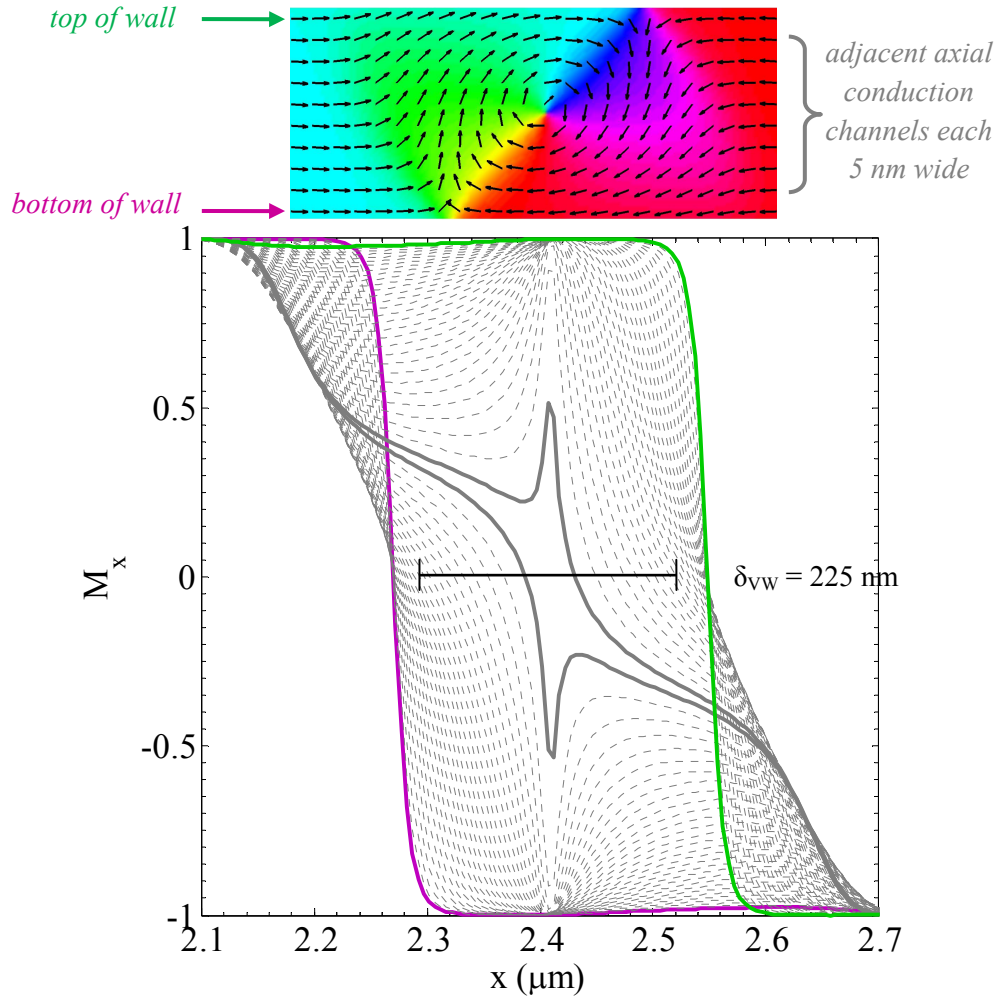 top of wall
adjacent axial
conduction
channels each
5 nm wide
bottom of wall
1
0.5
0
-0.5
-1
M_x
δ_VW = 225 nm
2.1 2.2 2.3 2.4 2.5 2.6 2.7
x (μm)